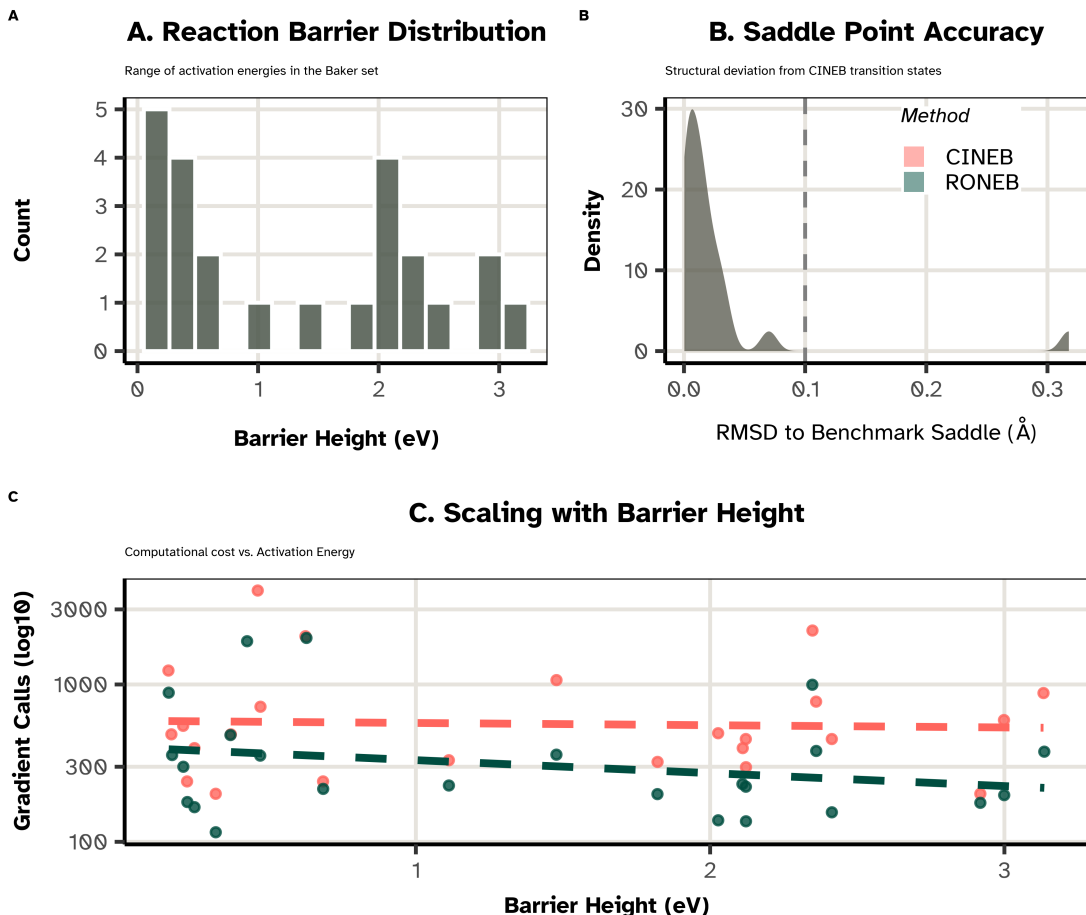 A
A. Reaction Barrier Distribution
Range of activation energies in the Baker set
Count
5
4
3
2
1
0
0 1 2 3
Barrier Height (eV)
B
B. Saddle Point Accuracy
Structural deviation from CINEB transition states
Density
30
20
10
0
0.0 0.1 0.2 0.3
RMSD to Benchmark Saddle (Å)
Method
CINEB
RONEB
C
C. Scaling with Barrier Height
Computational cost vs. Activation Energy
Gradient Calls (log10)
3000
1000
300
100
1 2 3
Barrier Height (eV)